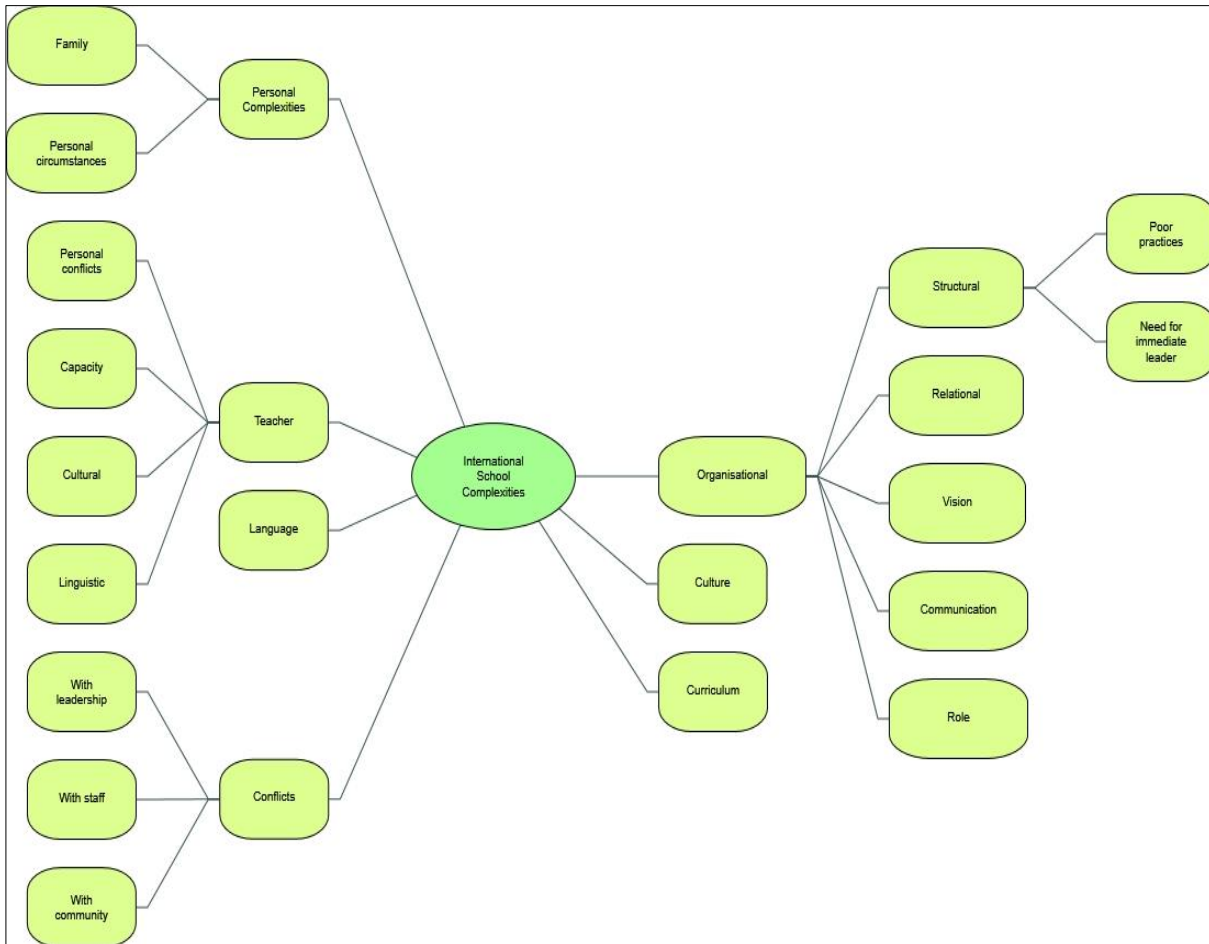 Family
Personal
Complexities
Personal
circumstances
Personal
conflicts
Capacity
Teacher
Cultural
Language
Linguistic
With
leadership
With staff
Conflicts
With
community
International
School
Complexities
Organisational
Culture
Curriculum
Structural
Poor
practices
Need for
immediate
leader
Relational
Vision
Communication
Role